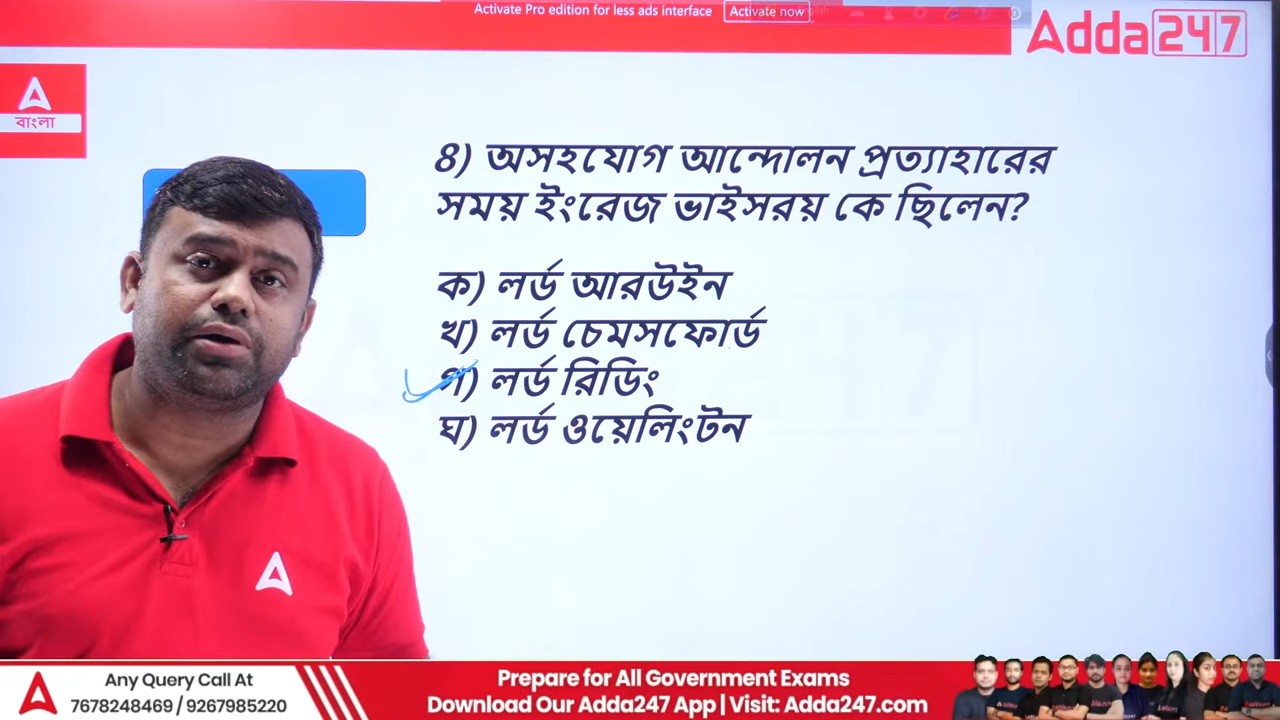 Activate Pro edition for less ads interface Activate now
Adda 247
বাংলা
8) অসহযোগ আন্দোলন প্রত্যাহারের
সময় ইংরেজ ভাইসরয় কে ছিলেন?
ক) লর্ড আরউইন
খ) লর্ড চেমসফোর্ড
গ) লর্ড রিডিং
ঘ) লর্ড ওয়েলিংটন
Any Query Call At
7678248469 / 9267985220
Prepare for All Government Exams
Download Our Adda247 App | Visit: Adda247.com